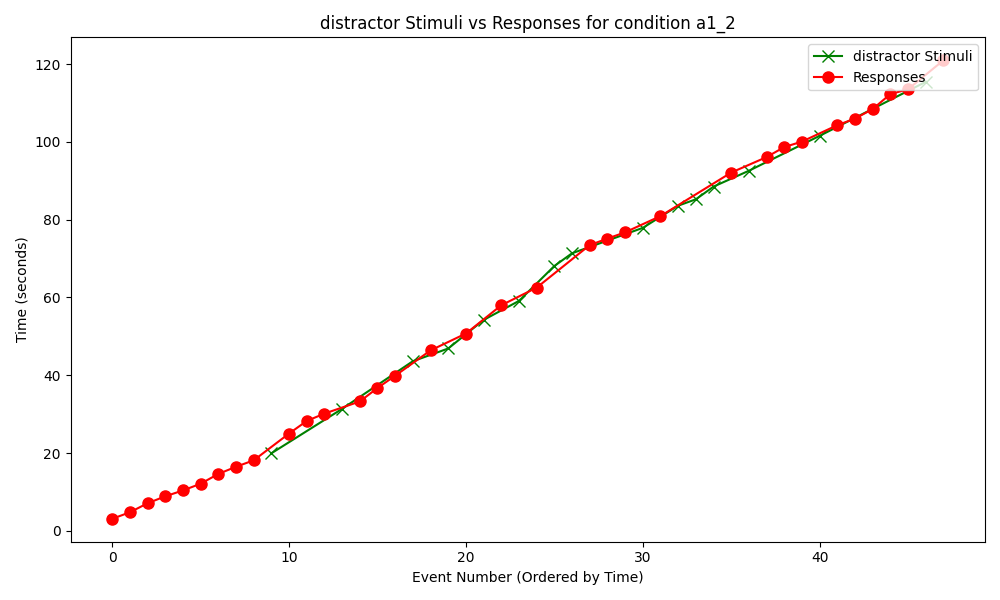 distractor Stimuli vs Responses for condition a1_2
distractor Stimuli
Responses
Time (seconds)
120
100
80
60
40
20
0
0 10 20 30 40
Event Number (Ordered by Time)